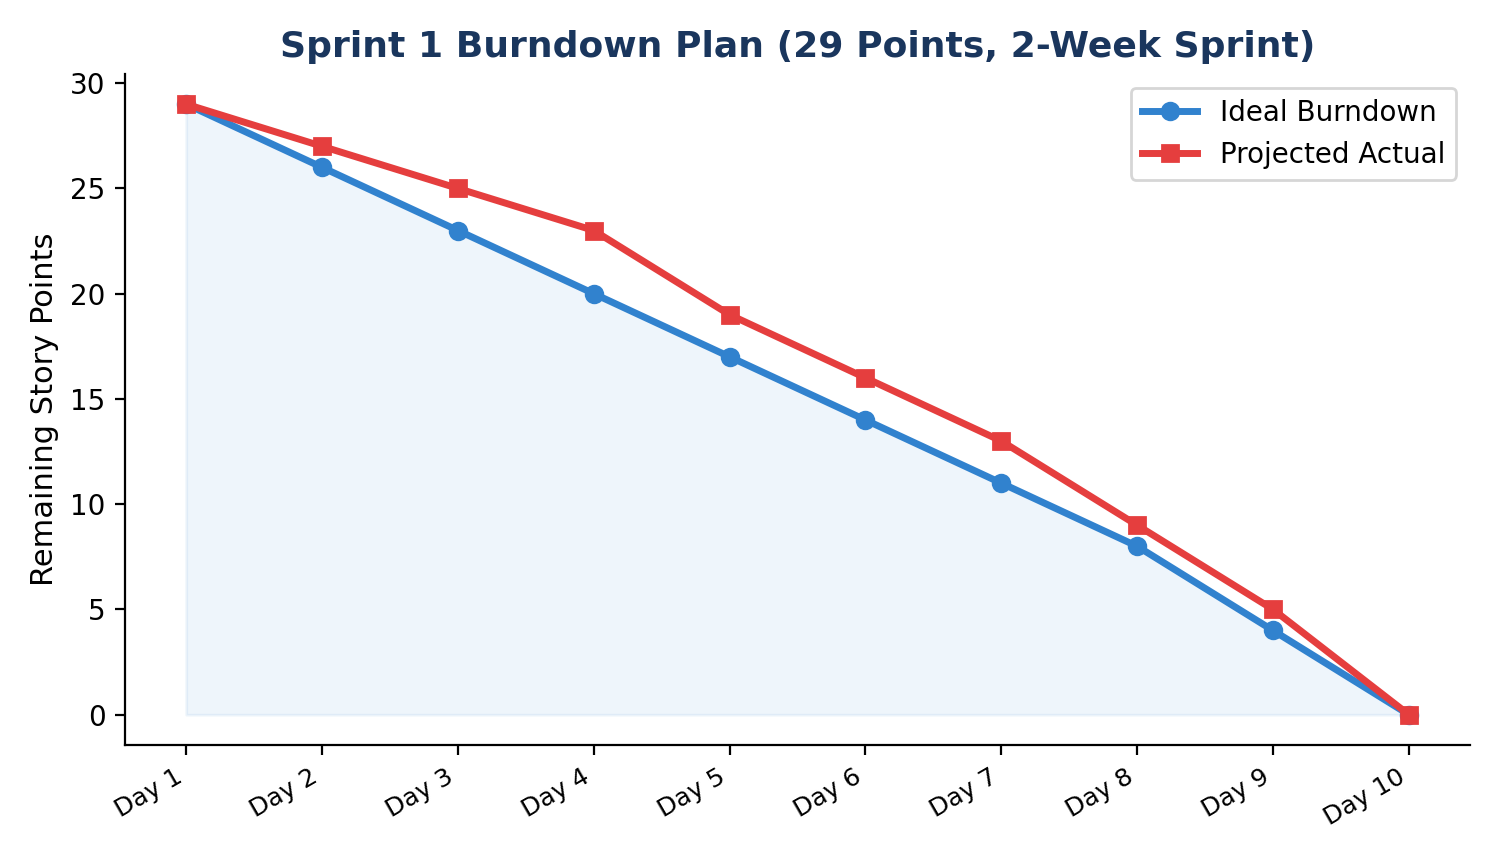 Sprint 1 Burndown Plan (29 Points, 2-Week Sprint)
Ideal Burndown
Projected Actual
Remaining Story Points
30
25
20
15
10
5
0
Day 1
Day 2
Day 3
Day 4
Day 5
Day 6
Day 7
Day 8
Day 9
Day 10